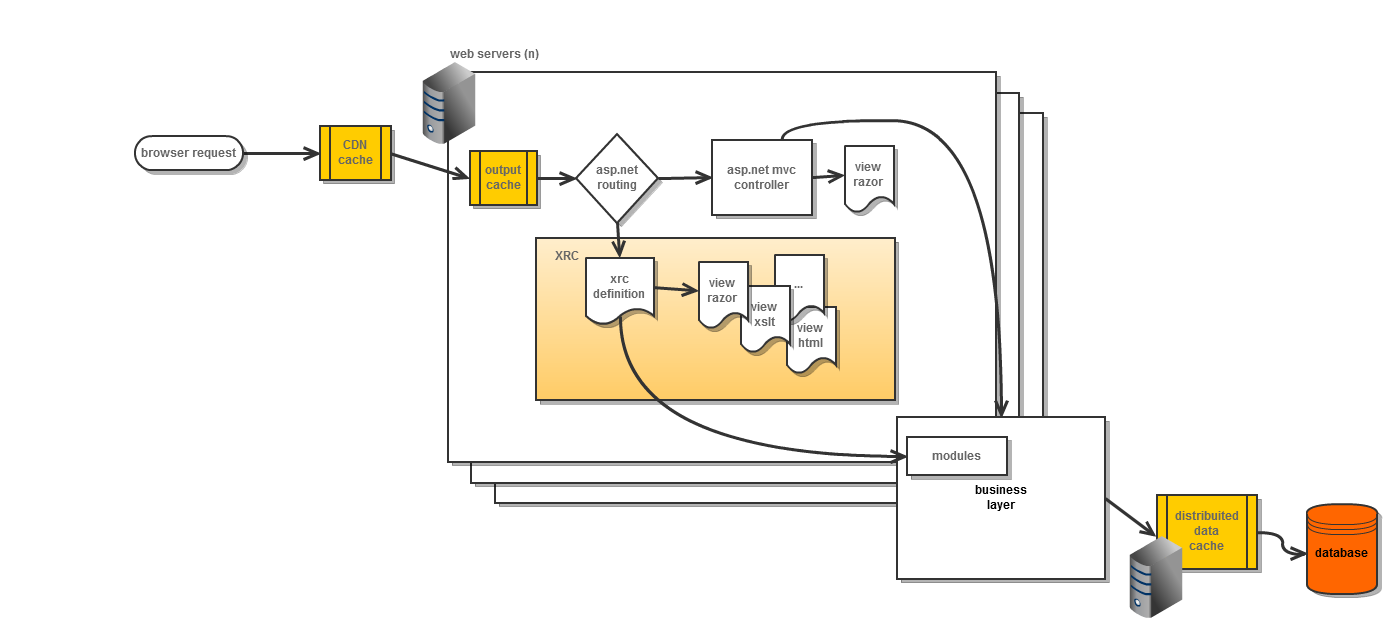 web servers (n)
browser request
CDN
cache
output
cache
asp.net
routing
asp.net mvc
controller
view
razor
XRC
xrc
definition
view
razor
...
view
xslt
view
html
modules
business
layer
distribuited
data
cache
database